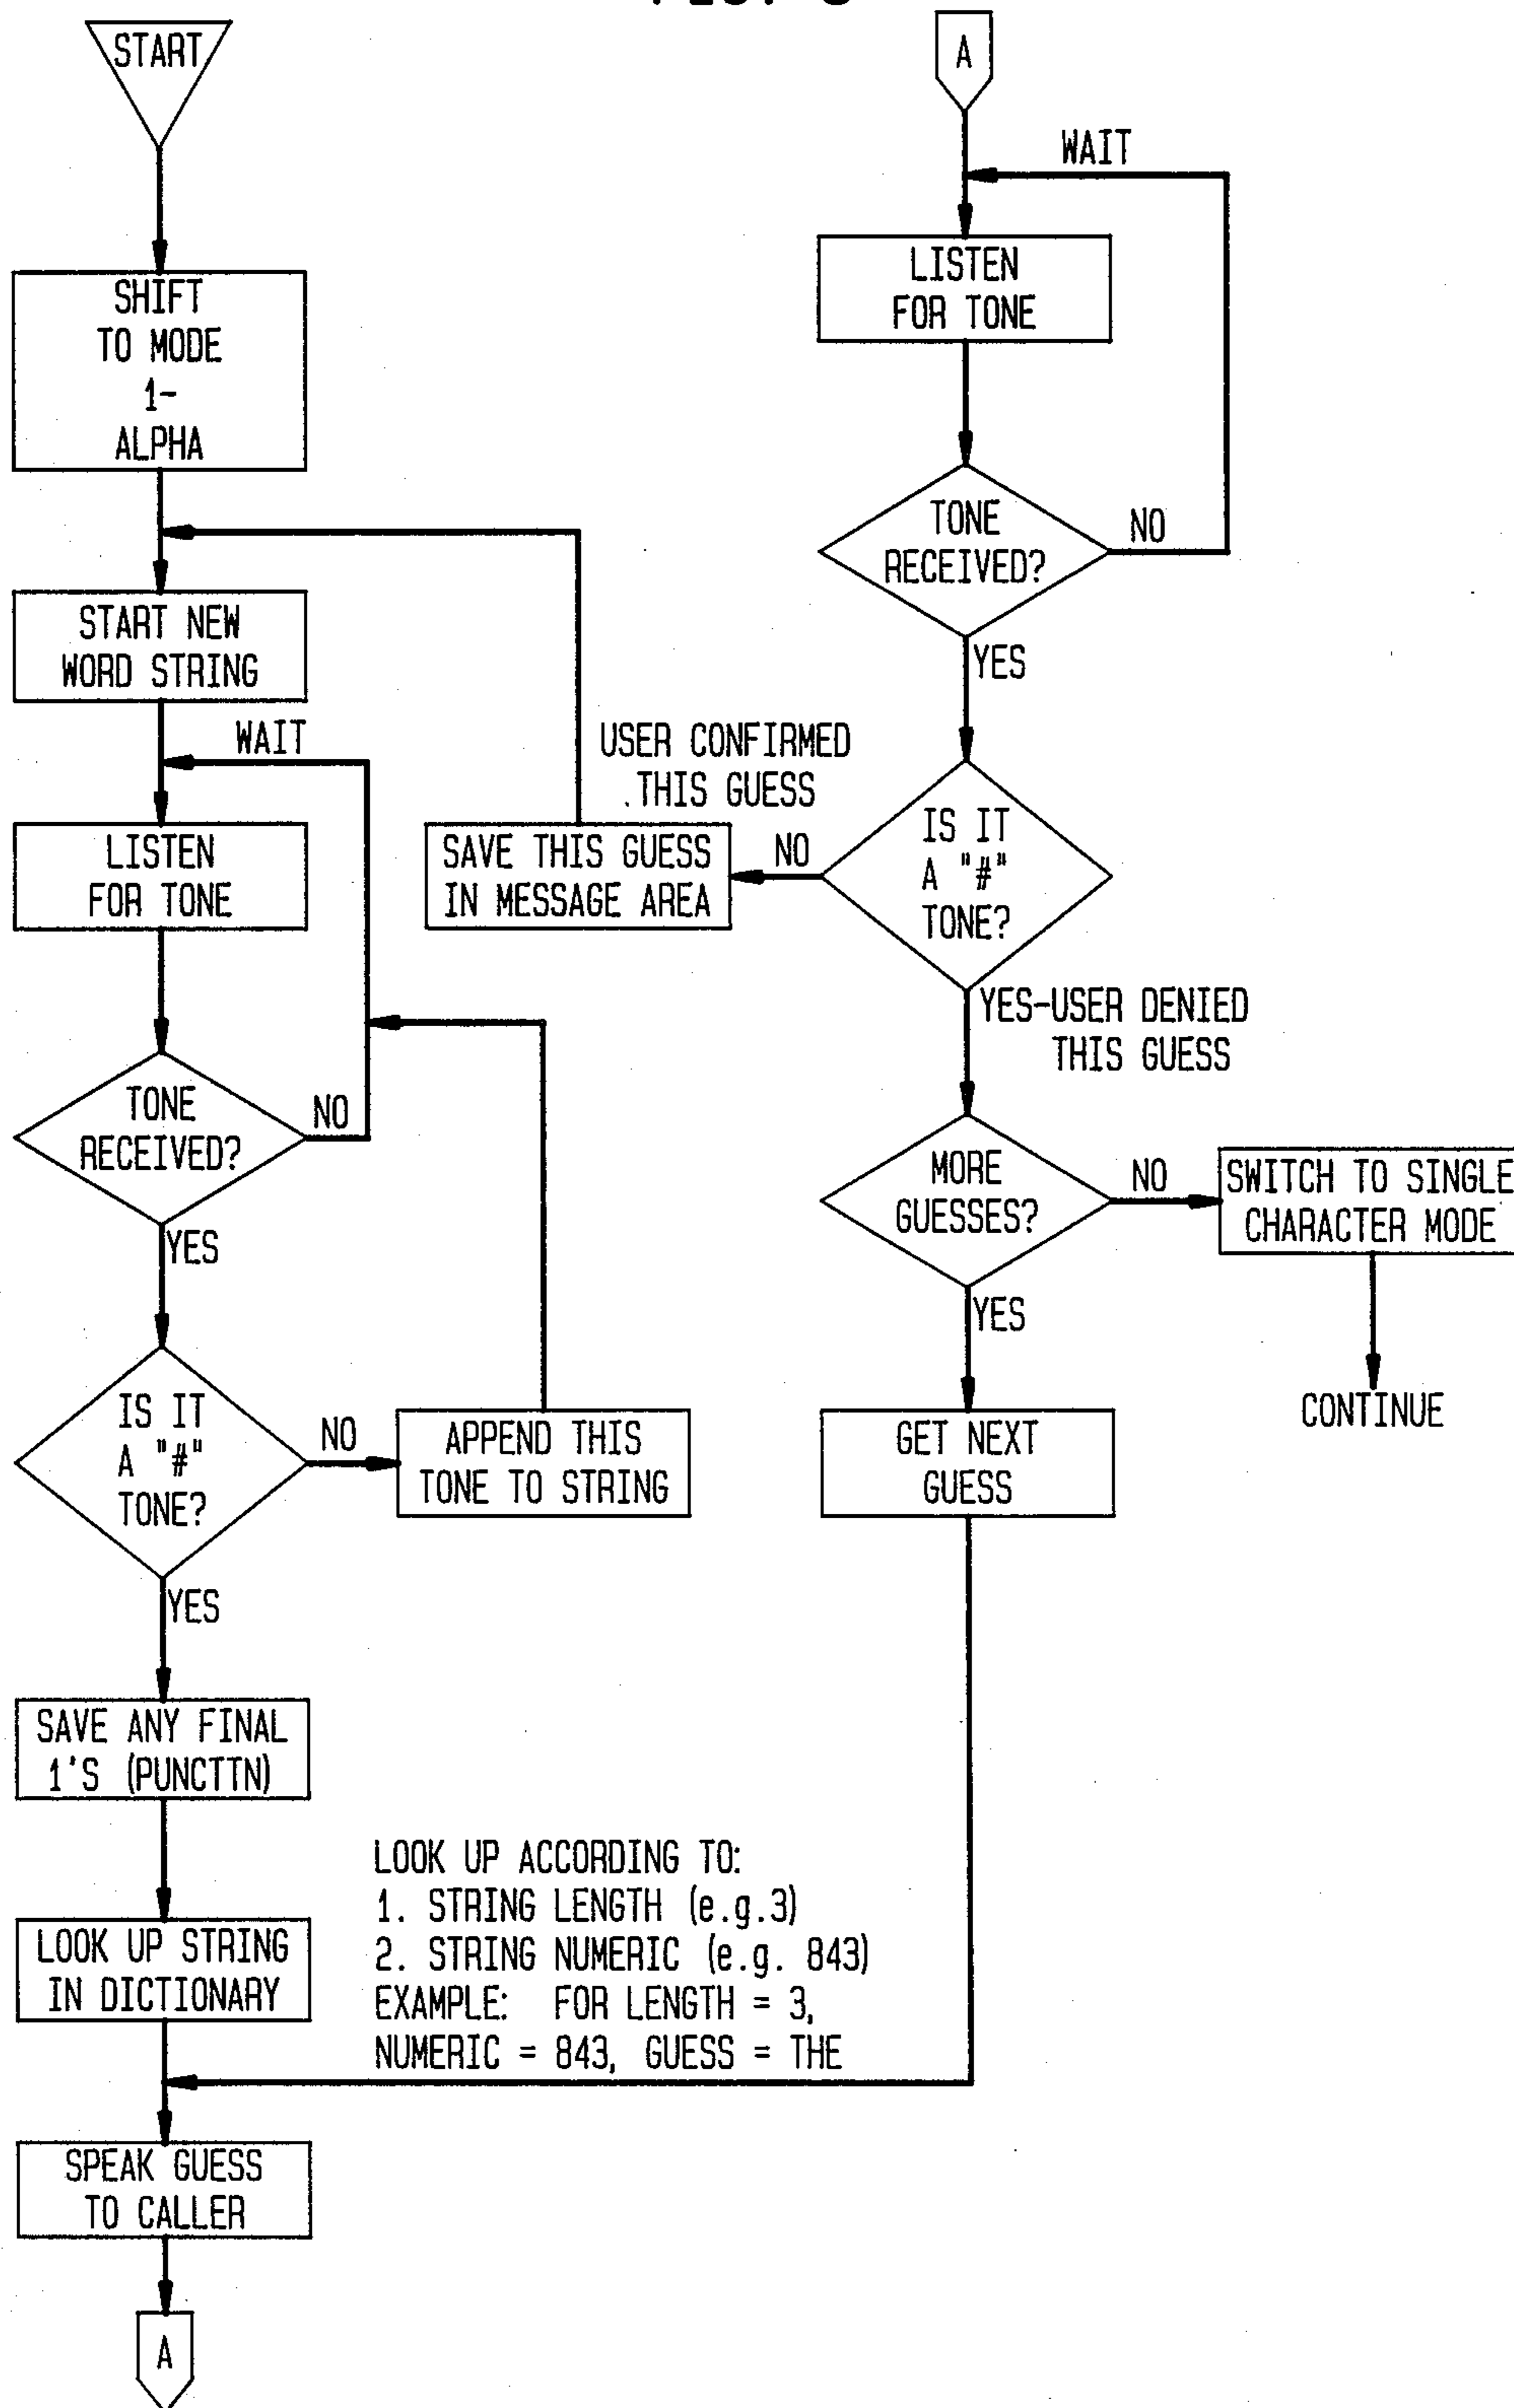 START
SHIFT
TO MODE
1-
ALPHA
START NEW
WORD STRING
WAIT
LISTEN
FOR TONE
TONE
RECEIVED?
NO
YES
IS IT
A "#"
TONE?
NO
APPEND THIS
TONE TO STRING
YES
SAVE ANY FINAL
1'S (PUNCTTN)
LOOK UP STRING
IN DICTIONARY
LOOK UP ACCORDING TO:
1. STRING LENGTH (e.g.3)
2. STRING NUMERIC (e.g. 843)
EXAMPLE: FOR LENGTH = 3,
NUMERIC = 843, GUESS = THE
SPEAK GUESS
TO CALLER
A
A
WAIT
LISTEN
FOR TONE
TONE
RECEIVED?
NO
YES
IS IT
A "#"
TONE?
NO
USER CONFIRMED
THIS GUESS
SAVE THIS GUESS
IN MESSAGE AREA
YES-USER DENIED
THIS GUESS
MORE
GUESSES?
NO
SWITCH TO SINGLE
CHARACTER MODE
CONTINUE
YES
GET NEXT
GUESS